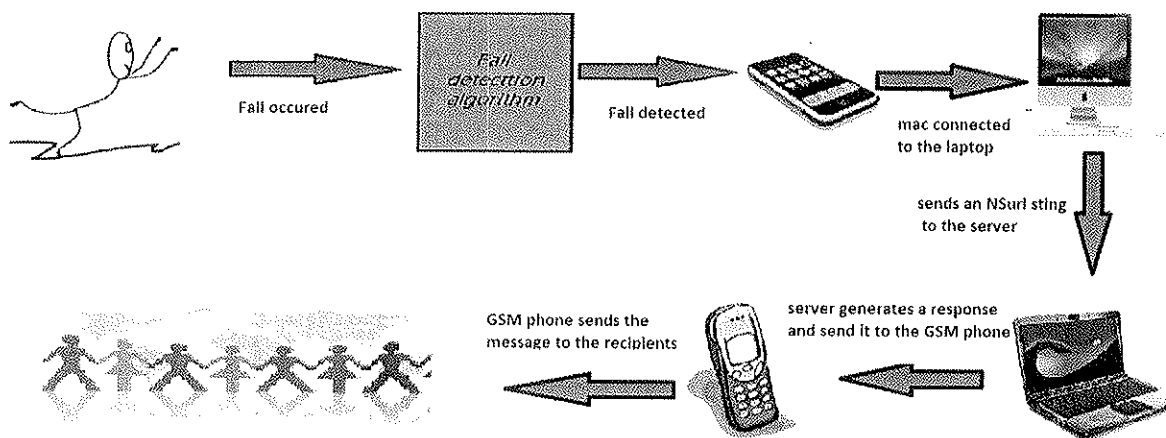 Fall occured
Fall
detection
algorithm
Fall detected
mac connected
to the laptop
sends an NSurl sting
to the server
server generates a response
and send it to the GSM phone
GSM phone sends the
message to the recipients